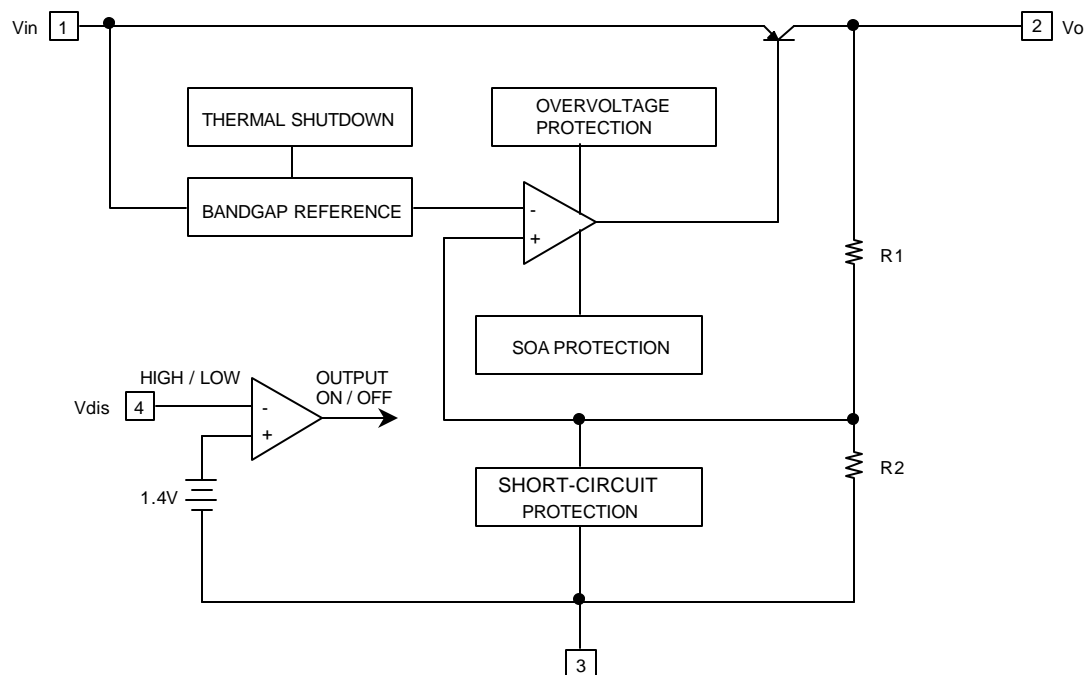 Vin 1
2 Vo
THERMAL SHUTDOWN
OVERVOLTAGE
PROTECTION
BANDGAP REFERENCE
-
+
R1
SOA PROTECTION
HIGH / LOW
OUTPUT
ON / OFF
Vdis 4
-
+
1.4V
R2
SHORT-CIRCUIT
PROTECTION
3